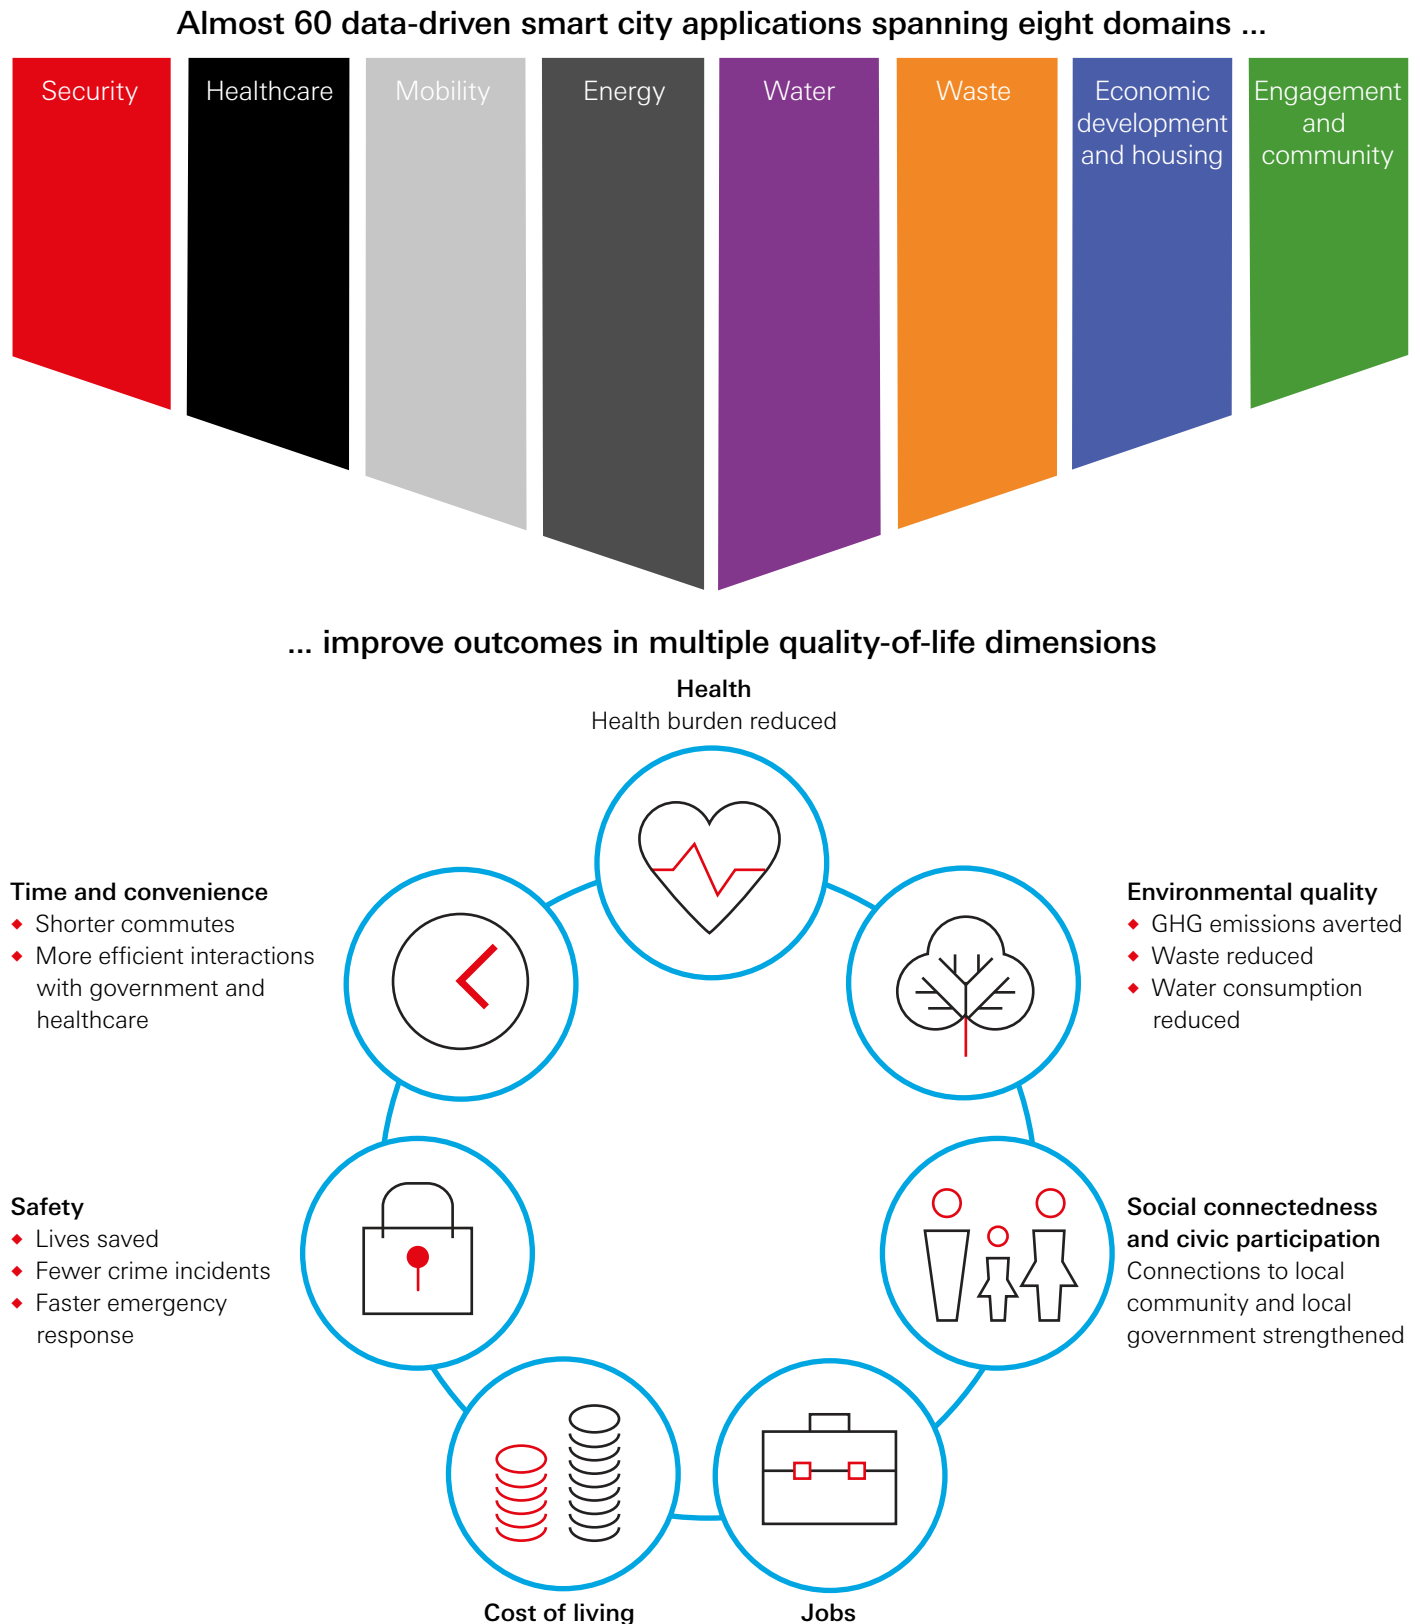 Almost 60 data-driven smart city applications spanning eight domains ...
Security
Healthcare
Mobility
Energy
Water
Waste
Economic
development
and housing
Engagement
and
community
... improve outcomes in multiple quality-of-life dimensions
Health
Health burden reduced
Time and convenience
Shorter commutes
More efficient interactions
with government and
healthcare
Environmental quality
GHG emissions averted
Waste reduced
Water consumption
reduced
Safety
Lives saved
Fewer crime incidents
Faster emergency
response
Social connectedness
and civic participation
Connections to local
community and local
government strengthened
Cost of living
Jobs